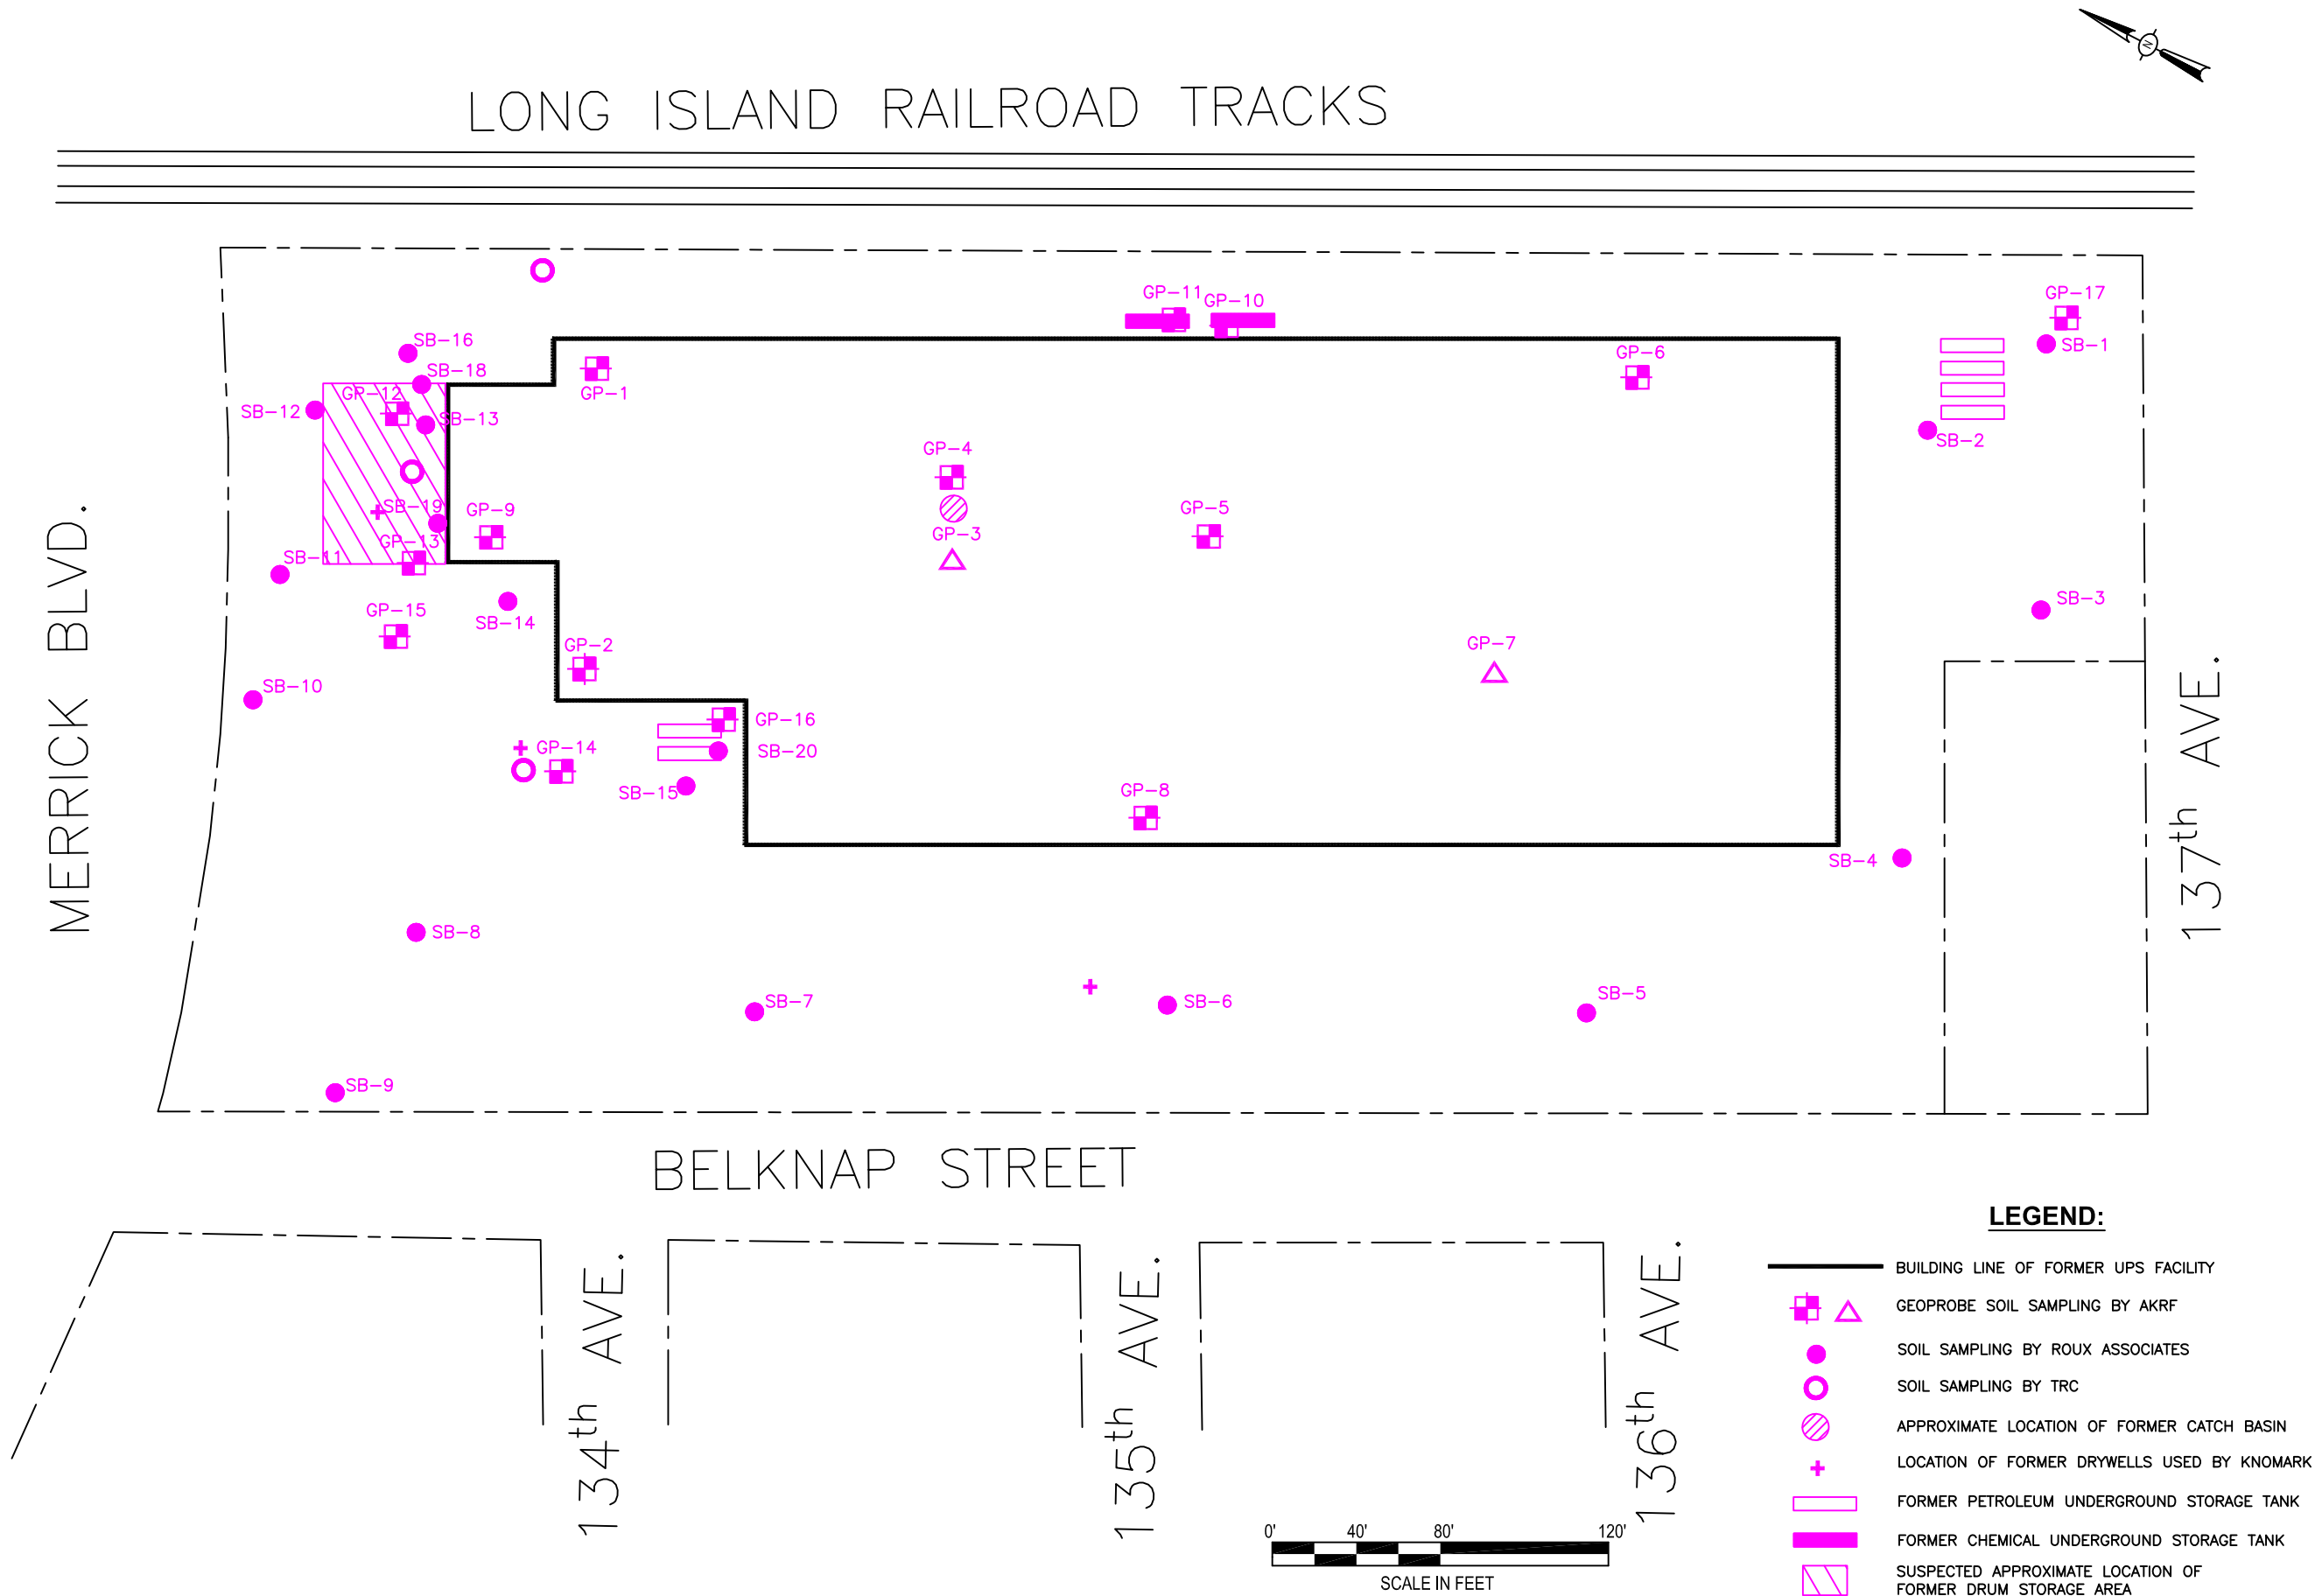 N
LONG ISLAND RAILROAD TRACKS
GP-11
GP-10
GP-17
SB-16
SB-1
GP-6
SB-18
GP-12
GP-1
SB-12
SB-13
SB-2
GP-4
SB-19
GP-9
GP-5
GP-3
GP-13
SB-11
MERRICK BLVD.
GP-15
SB-14
SB-3
GP-2
GP-7
SB-10
137th AVE.
GP-16
GP-14
SB-20
SB-15
GP-8
SB-4
SB-8
SB-7
SB-6
SB-5
SB-9
BELKNAP STREET
134th AVE.
135th AVE.
136th AVE.
LEGEND:
BUILDING LINE OF FORMER UPS FACILITY
GEOPROBE SOIL SAMPLING BY AKRF
SOIL SAMPLING BY ROUX ASSOCIATES
SOIL SAMPLING BY TRC
APPROXIMATE LOCATION OF FORMER CATCH BASIN
LOCATION OF FORMER DRYWELLS USED BY KNOMARK
FORMER PETROLEUM UNDERGROUND STORAGE TANK
FORMER CHEMICAL UNDERGROUND STORAGE TANK
SUSPECTED APPROXIMATE LOCATION OF
FORMER DRUM STORAGE AREA
0' 40' 80' 120'
SCALE IN FEET